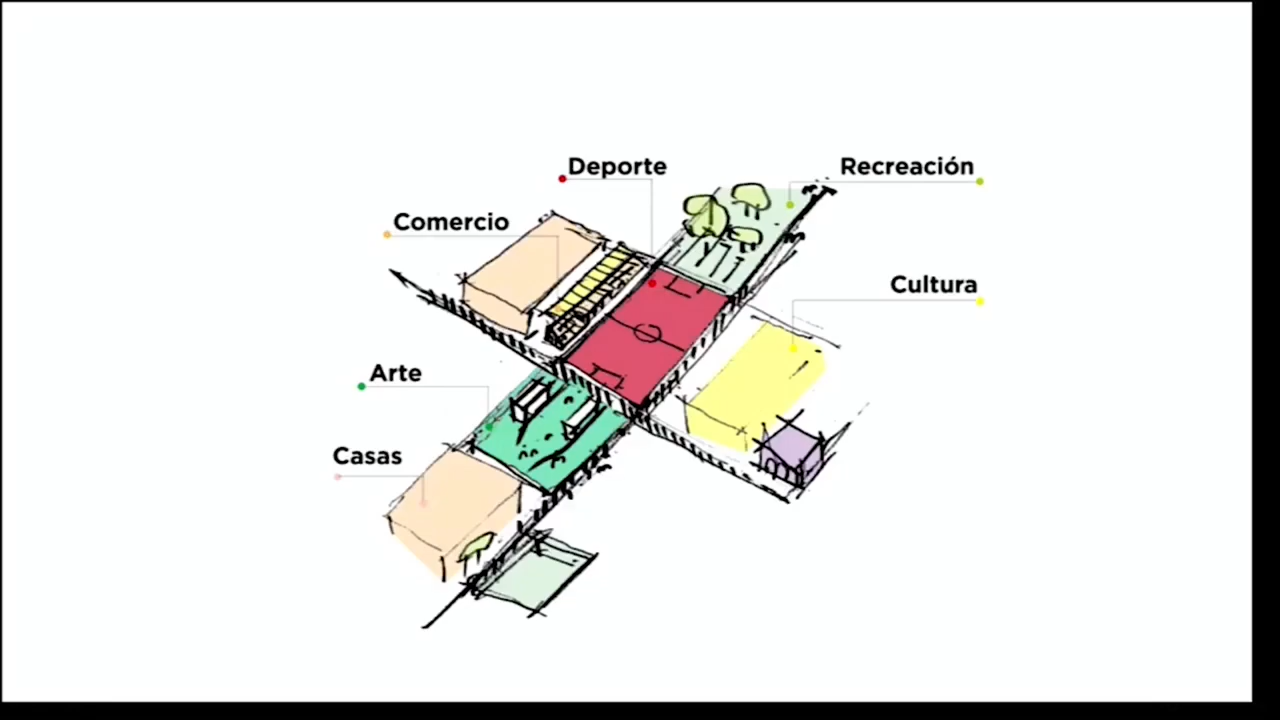 Deporte
Recreación
Comercio
Cultura
Arte
Casas